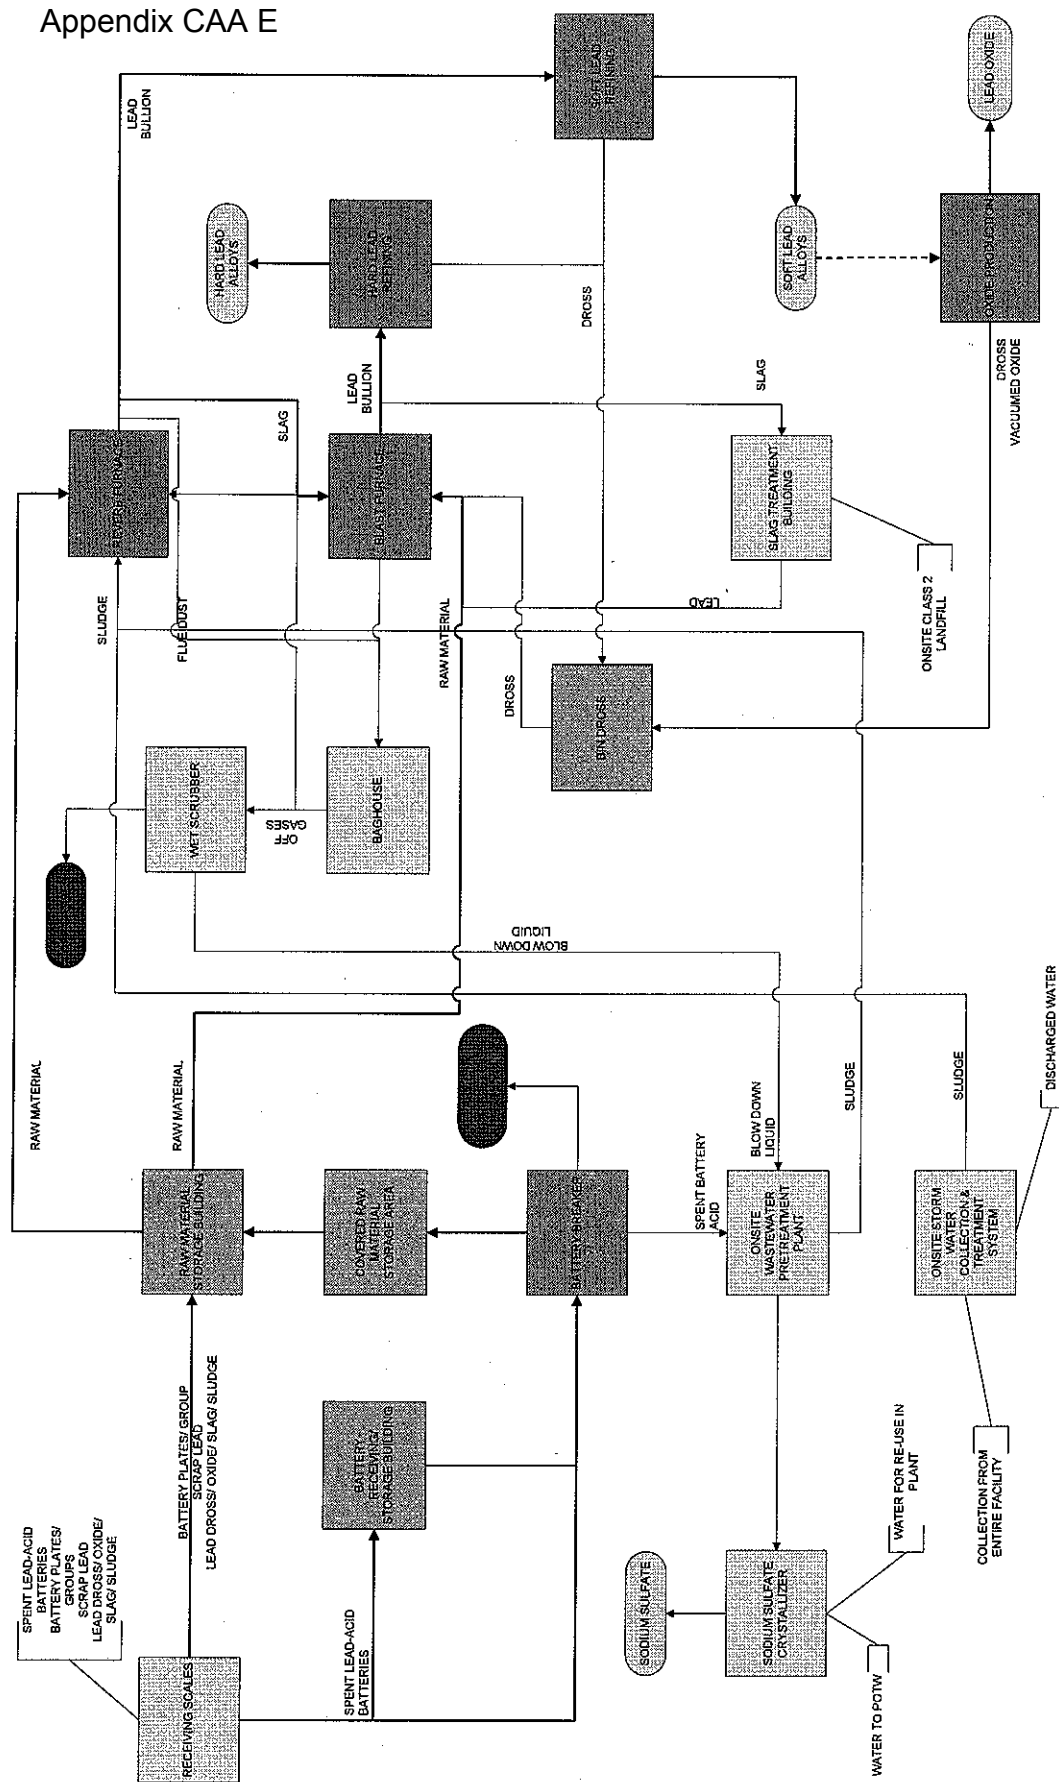 Appendix CAA E
SPENT LEAD-ACID
BATTERIES
BATTERY PLATES/
GROUPS
SCRAP LEAD
LEAD DROSS/ OXIDE/
SLAG/ SLUDGE
RECEIVING SCALES
BATTERY PLATES/ GROUP
SCRAP LEAD
LEAD DROSS/ OXIDE/ SLAG/ SLUDGE
SPENT LEAD-ACID
BATTERIES
BATTERY
RECEIVING/
STORAGE BUILDING
RAW MATERIAL
STORAGE BUILDING
COVERED RAW
MATERIAL
STORAGE AREA
BATTERY BREAKER
RAW MATERIAL
RAW MATERIAL
SPENT BATTERY
ACID
ONSITE
WASTEWATER
PRETREATMENT
PLANT
BLOW DOWN
LIQUID
SLUDGE
SODIUM SULFATE
SODIUM SULFATE
CRYSTALLIZER
WATER TO POTW
WATER FOR RE-USE IN
PLANT
COLLECTION FROM
ENTIRE FACILITY
ONSITE STORM
WATER
COLLECTION &
TREATMENT
SYSTEM
SLUDGE
DISCHARGED WATER
WET SCRUBBER
BLOW DOWN
LIQUID
OFF
GASES
BAGHOUSE
SLUDGE
FLUE DUST
RAW MATERIAL
DROSS
BIN DROSS
LEAD
REVERB FURNACE
SLAG
BLAST FURNACE
LEAD
BULLION
SLAG
SLAG TREATMENT
BUILDING
ONSITE CLASS 2
LANDFILL
LEAD
BULLION
HARD LEAD
ALLOYS
HARD LEAD
REFINING
DROSS
SOFT LEAD
REFINING
SOFT LEAD
ALLOYS
OXIDE PRODUCTION
LEAD OXIDE
DROSS
VACUUMED OXIDE